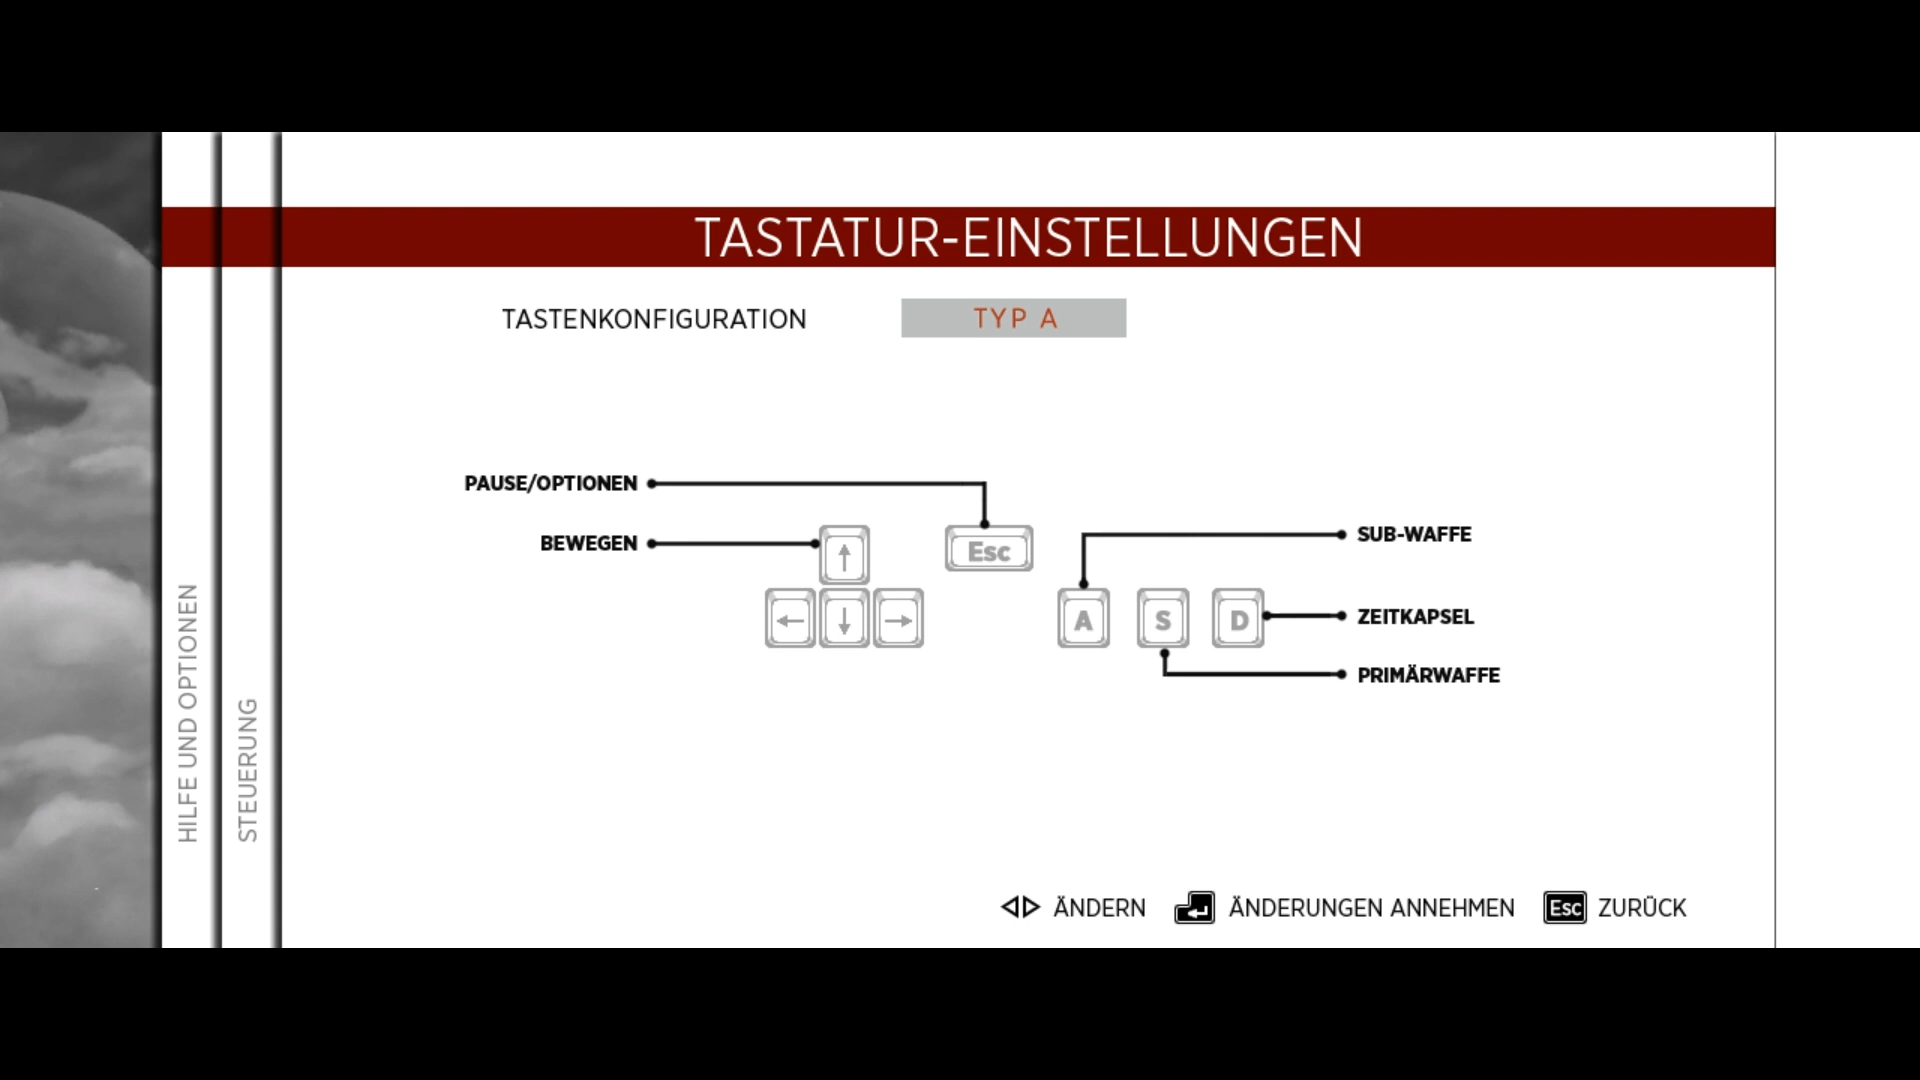 TASTATUR-EINSTELLUNGEN
TASTENKONFIGURATION TYP A
PAUSE/OPTIONEN
BEWEGEN
↑
Esc
← ↓ →
A S D
SUB-WAFFE
ZEITKAPSEL
PRIMÄRWAFFE
HILFE UND OPTIONEN
STEUERUNG
ÄNDERN ÄNDERUNGEN ANNEHMEN Esc ZURÜCK